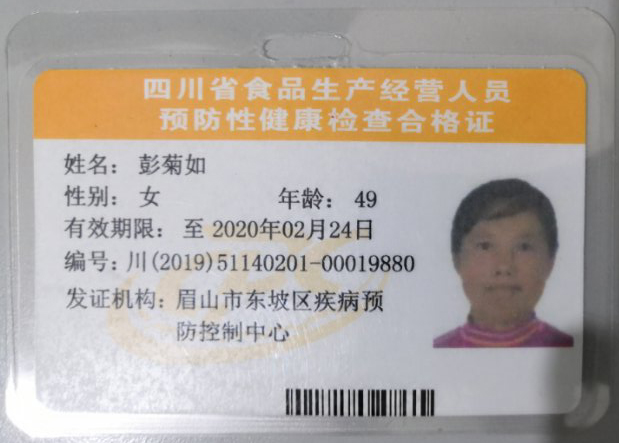 四川省食品生产经营人员
预防性健康检查合格证
姓名： 彭菊如
性别： 女 年龄： 49
有效期限： 至 2020年02月24日
编号：川(2019)51140201-00019880
发证机构： 眉山市东坡区疾病预
防控制中心